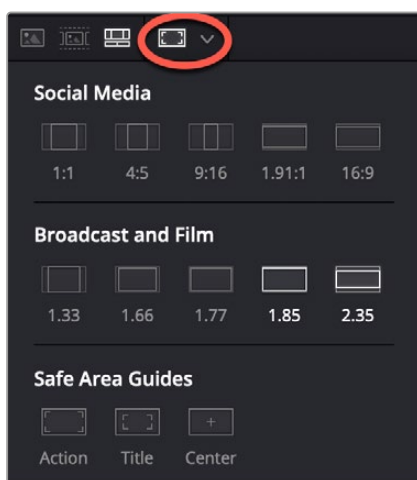 Social Media
1:1 4:5 9:16 1.91:1 16:9
Broadcast and Film
1.33 1.66 1.77 1.85 2.35
Safe Area Guides
Action Title Center